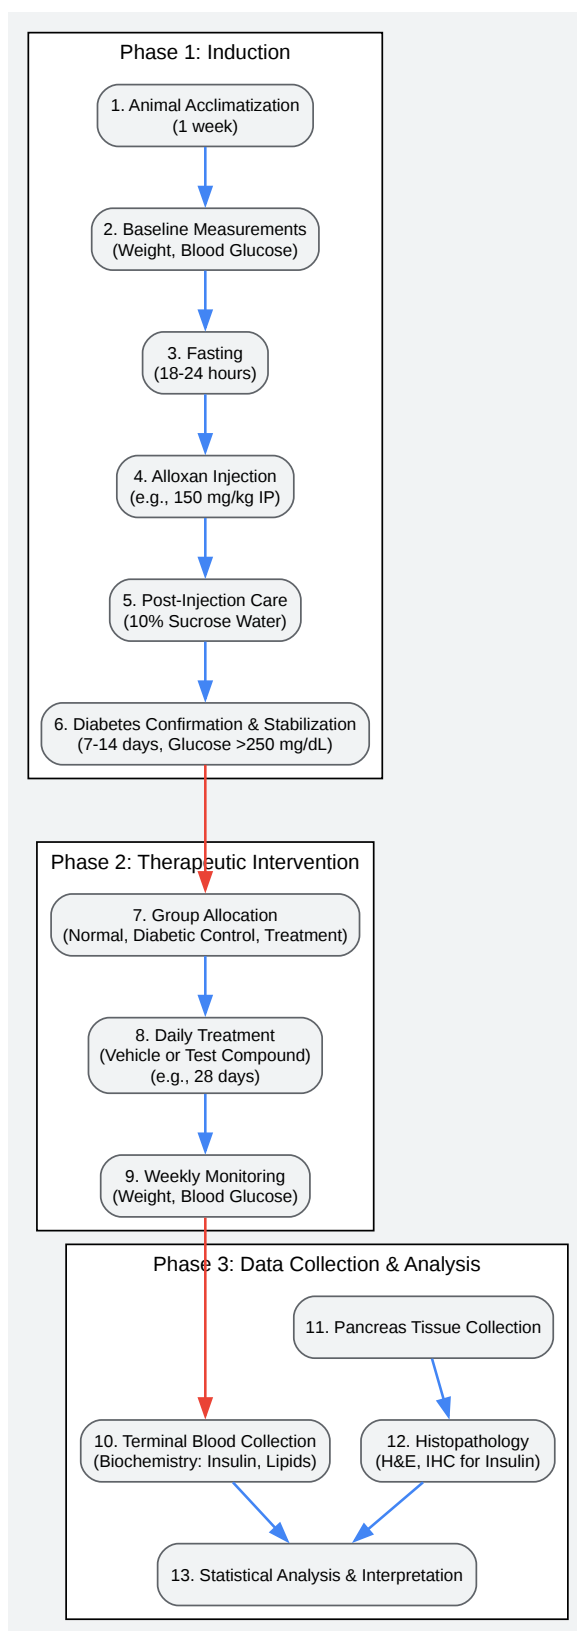 Phase 1: Induction
1. Animal Acclimatization
(1 week)
2. Baseline Measurements
(Weight, Blood Glucose)
3. Fasting
(18-24 hours)
4. Alloxan Injection
(e.g., 150 mg/kg IP)
5. Post-Injection Care
(10% Sucrose Water)
6. Diabetes Confirmation & Stabilization
(7-14 days, Glucose >250 mg/dL)
Phase 2: Therapeutic Intervention
7. Group Allocation
(Normal, Diabetic Control, Treatment)
8. Daily Treatment
(Vehicle or Test Compound)
(e.g., 28 days)
9. Weekly Monitoring
(Weight, Blood Glucose)
Phase 3: Data Collection & Analysis
11. Pancreas Tissue Collection
10. Terminal Blood Collection
(Biochemistry: Insulin, Lipids)
12. Histopathology
(H&E, IHC for Insulin)
13. Statistical Analysis & Interpretation